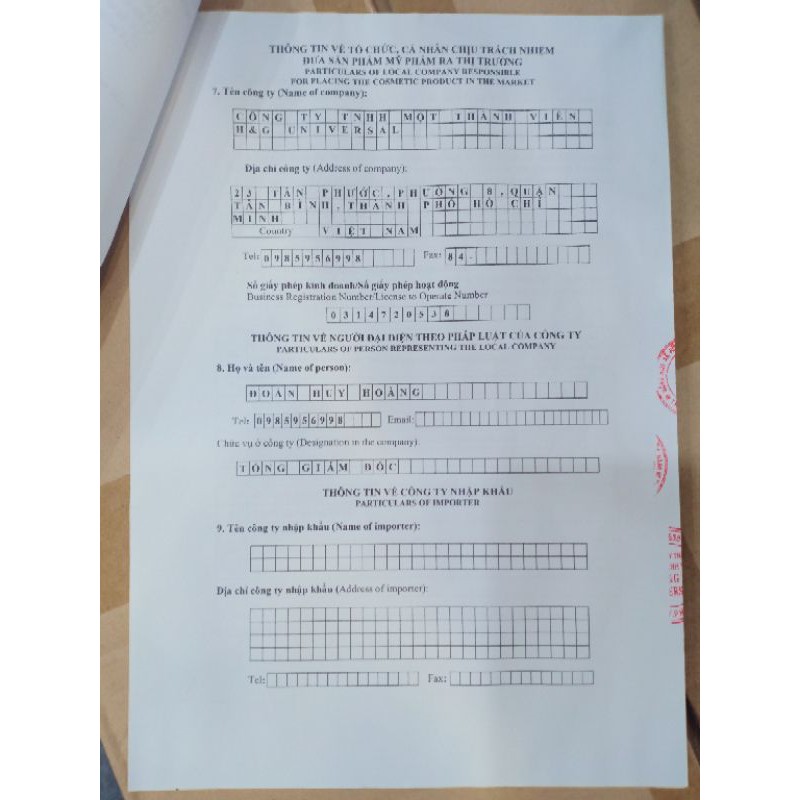 THÔNG TIN VỀ TỔ CHỨC, CÁ NHÂN CHỊU TRÁCH NHIỆM
ĐƯA SẢN PHẨM MỸ PHẨM RA THỊ TRƯỜNG
PARTICULARS OF LOCAL COMPANY RESPONSIBLE
FOR PLACING THE COSMETIC PRODUCT IN THE MARKET
7. Tên công ty (Name of company):
CÔNG TY TNHH MỘT THÀNH VIÊN
H&G UNIVERSAL
Địa chỉ công ty (Address of company):
23 TÂN PHƯỚC, PHƯỜNG 8, QUẬN
TÂN BÌNH, THÀNH PHỐ HỒ CHÍ
MINH
Country VIỆT NAM
Tel: 0985956998 Fax: 84.
Số giấy phép kinh doanh/Số giấy phép hoạt động
Business Registration Number/License to Operate Number
0314720538
THÔNG TIN VỀ NGƯỜI ĐẠI DIỆN THEO PHÁP LUẬT CỦA CÔNG TY
PARTICULARS OF PERSON REPRESENTING THE LOCAL COMPANY
8. Họ và tên (Name of person):
ĐOÀN HUY HOÀNG
Tel: 0985956998 Email:
Chức vụ ở công ty (Designation in the company)
TỔNG GIÁM ĐỐC
THÔNG TIN VỀ CÔNG TY NHẬP KHẨU
PARTICULARS OF IMPORTER
9. Tên công ty nhập khẩu (Name of importer):
Địa chỉ công ty nhập khẩu (Address of importer):
Tel: Fax: